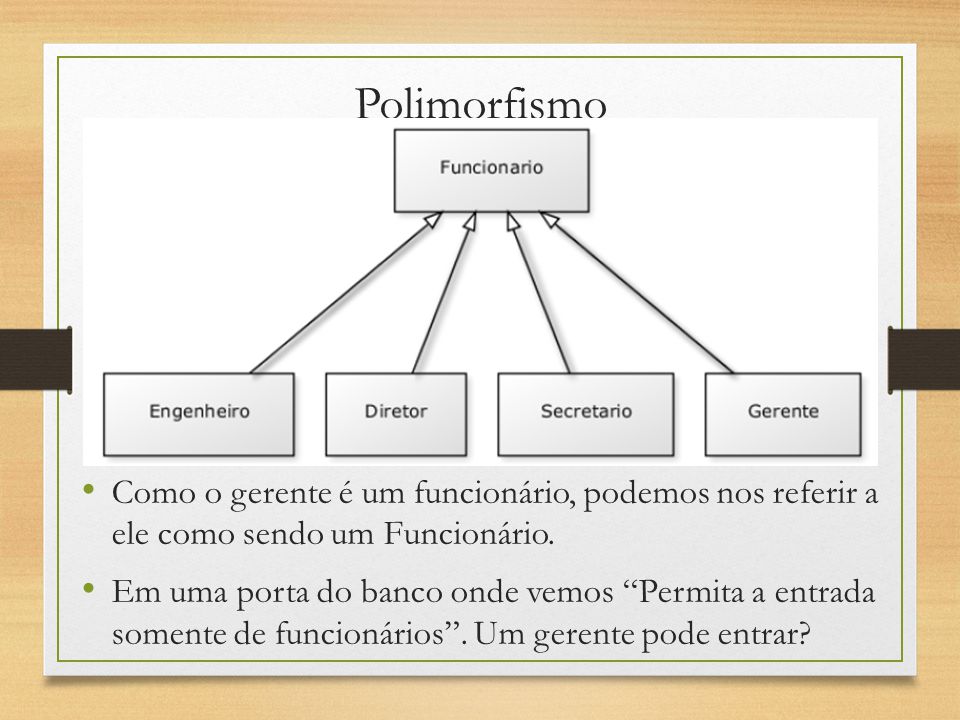 Polimorfismo
Funcionario
Engenheiro
Diretor
Secretario
Gerente
• Como o gerente é um funcionário, podemos nos referir a
ele como sendo um Funcionário.
• Em uma porta do banco onde vemos “Permita a entrada
somente de funcionários”. Um gerente pode entrar?